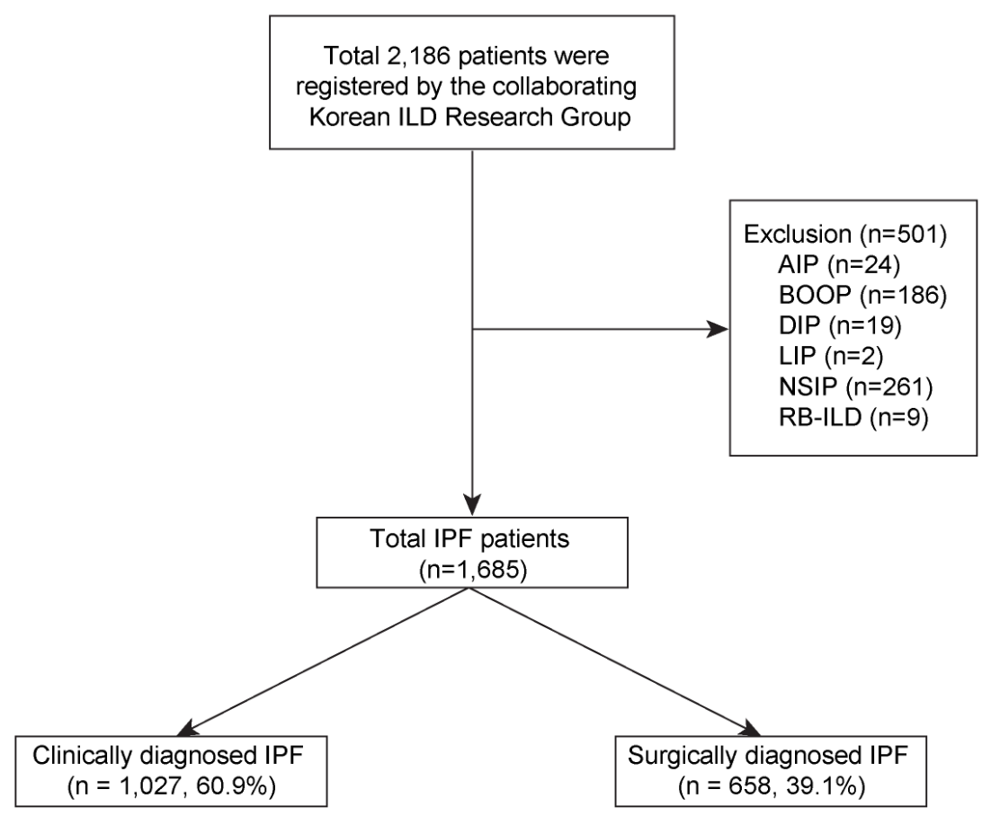 Total 2,186 patients were
registered by the collaborating
Korean ILD Research Group
Exclusion (n=501)
AIP (n=24)
BOOP (n=186)
DIP (n=19)
LIP (n=2)
NSIP (n=261)
RB-ILD (n=9)
Total IPF patients
(n=1,685)
Clinically diagnosed IPF
(n = 1,027, 60.9%)
Surgically diagnosed IPF
(n = 658, 39.1%)